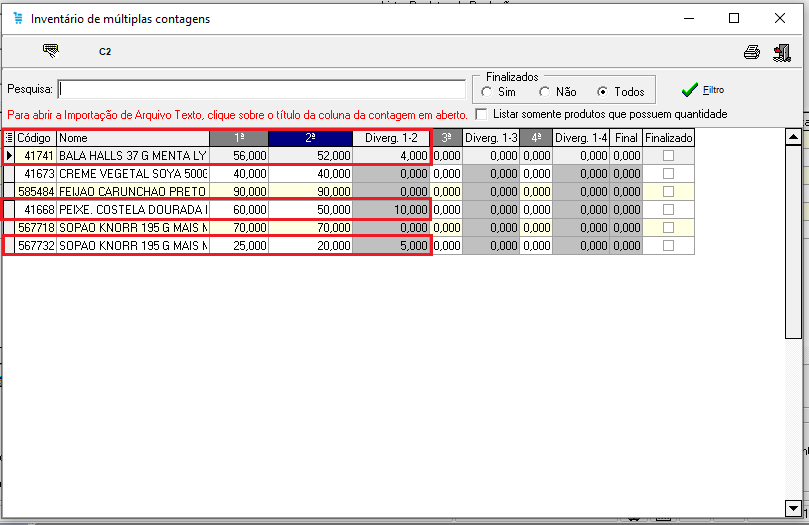 Inventário de múltiplas contagens
C2
Finalizados
Pesquisa: Sim Não Todos Filtro
Para abrir a Importação de Arquivo Texto, clique sobre o título da coluna da contagem em aberto. Listar somente produtos que possuem quantidade
Código Nome 1ª 2ª Diverg. 1-2 3ª Diverg. 1-3 4ª Diverg. 1-4 Final Finalizado
41741 BALA HALLS 37 G MENTA LY 56,000 52,000 4,000 0,000 0,000 0,000 0,000 0,000
41673 CREME VEGETAL SOYA 500G 40,000 40,000 0,000 0,000 0,000 0,000 0,000 0,000
585484 FEIJAO CARUNCHAO PRETO 90,000 90,000 0,000 0,000 0,000 0,000 0,000 0,000
41668 PEIXE. COSTELA DOURADA 60,000 50,000 10,000 0,000 0,000 0,000 0,000 0,000
567718 SOPAO KNORR 195 G MAIS 70,000 70,000 0,000 0,000 0,000 0,000 0,000 0,000
567732 SOPAO KNORR 195 G MAIS 25,000 20,000 5,000 0,000 0,000 0,000 0,000 0,000